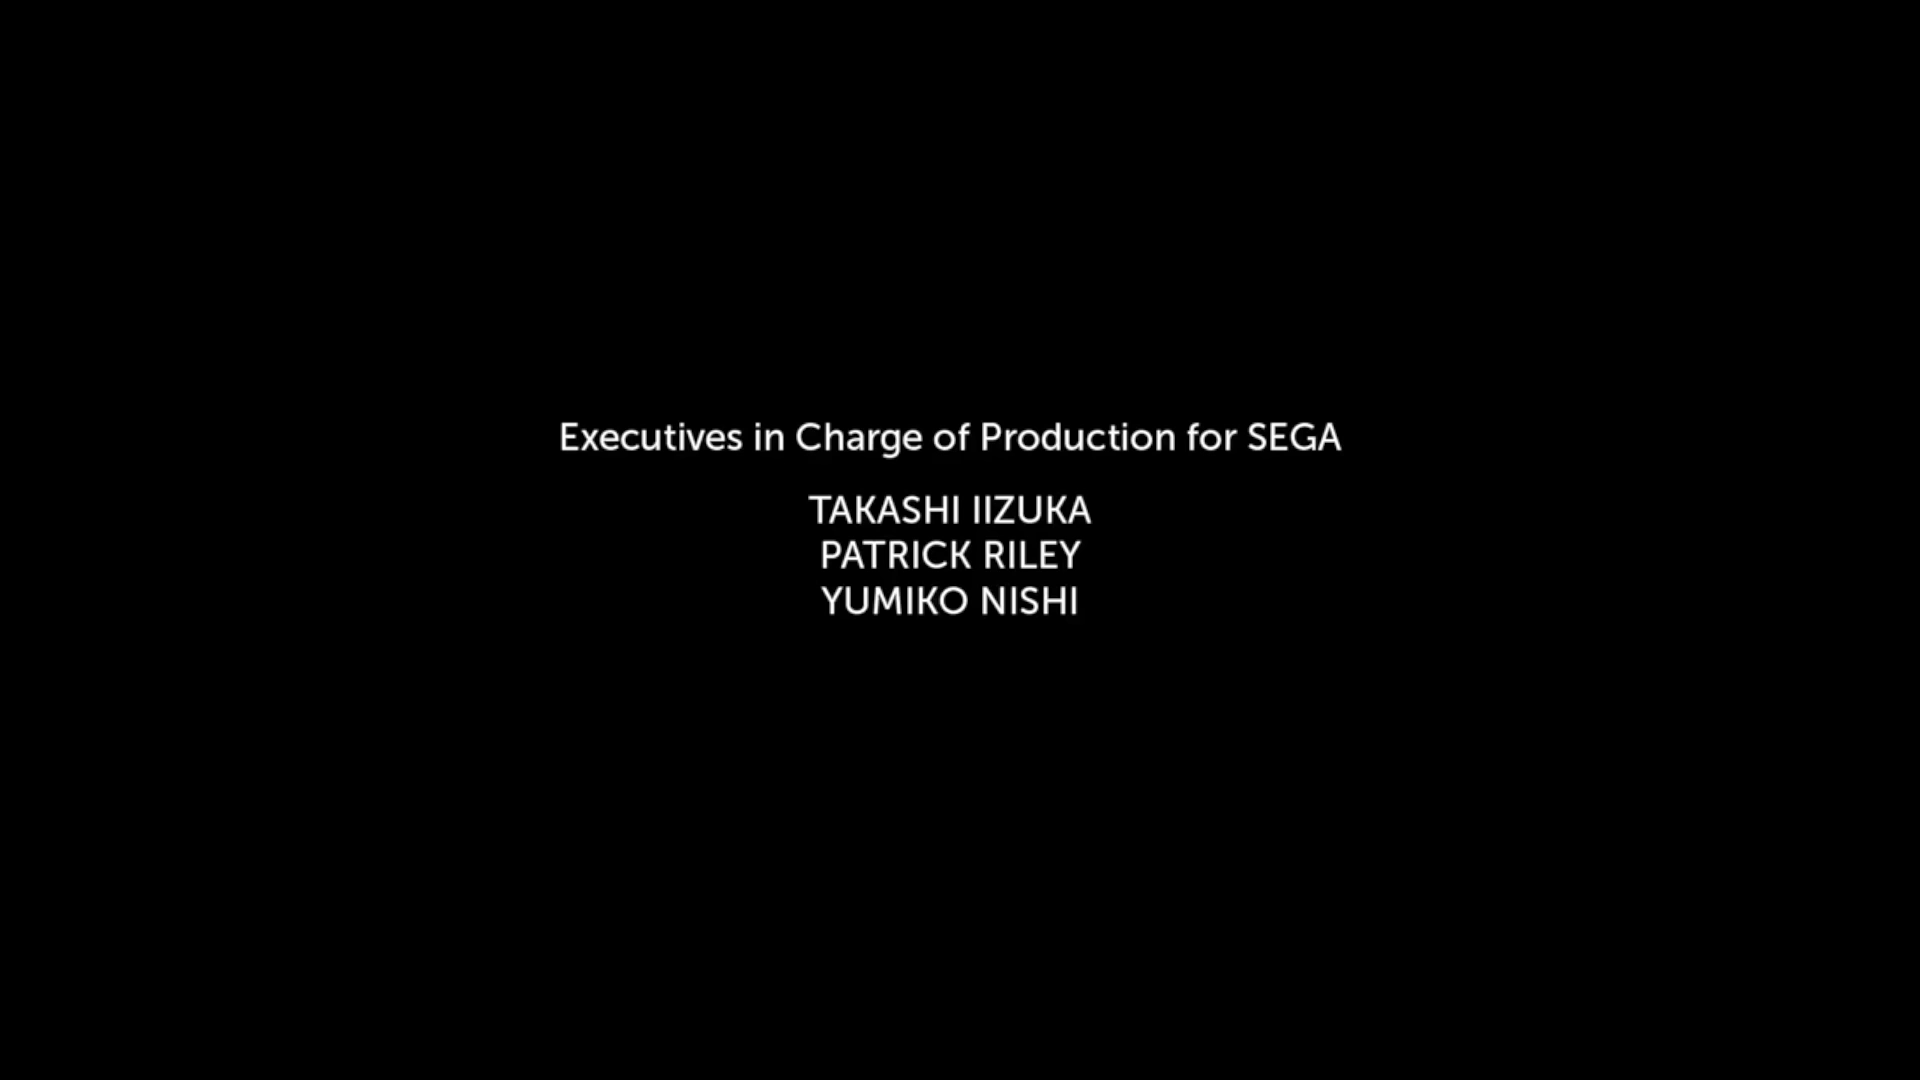 Executives in Charge of Production for SEGA
TAKASHI IIZUKA
PATRICK RILEY
YUMIKO NISHI